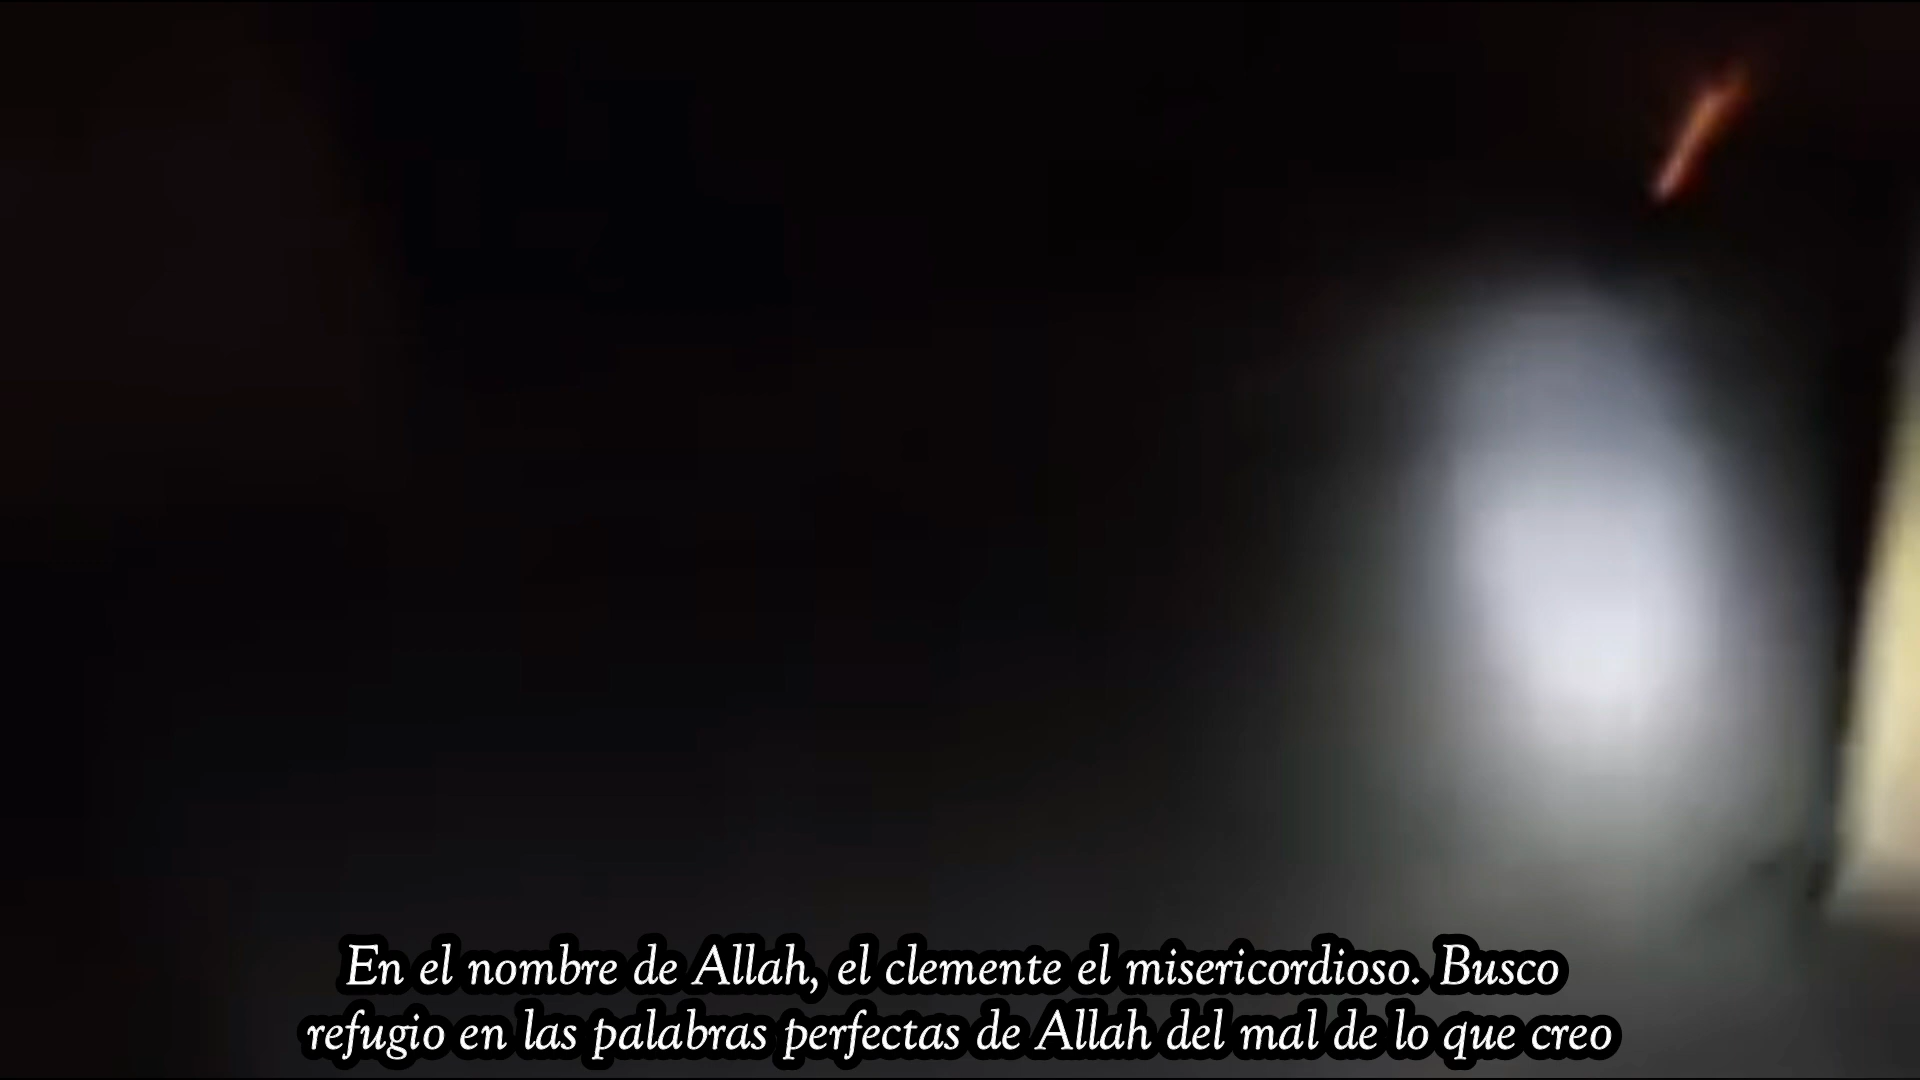 En el nombre de Allah, el clemente el misericordioso. Busco
refugio en las palabras perfectas de Allah del mal de lo que creo